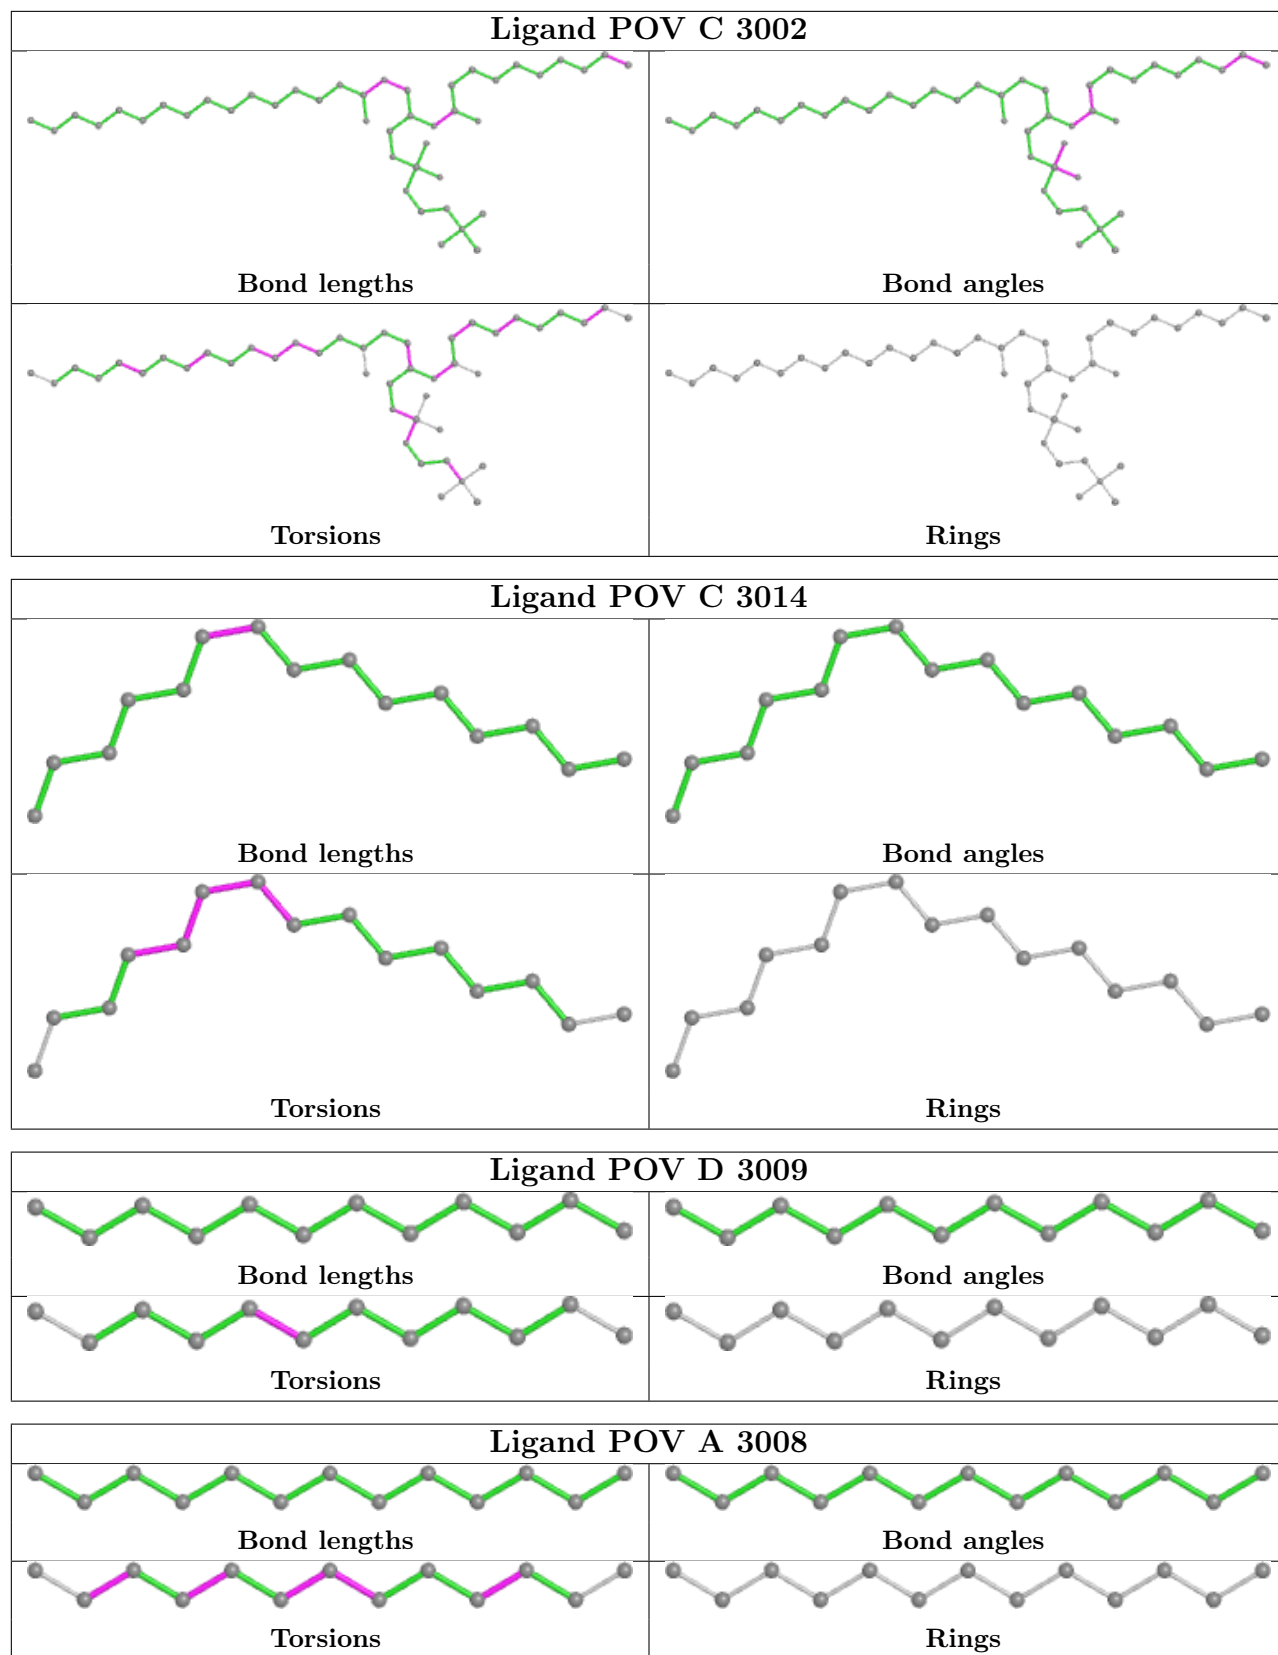 Ligand POV C 3002
Bond lengths
Bond angles
Torsions
Rings
Ligand POV C 3014
Bond lengths
Bond angles
Torsions
Rings
Ligand POV D 3009
Bond lengths
Bond angles
Torsions
Rings
Ligand POV A 3008
Bond lengths
Bond angles
Torsions
Rings